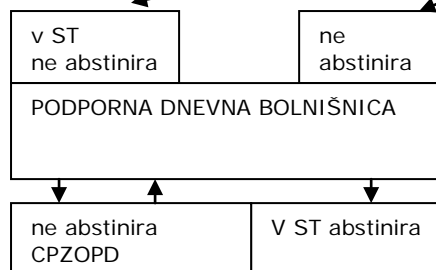 v ST
ne abstinira
ne
abstinira
PODPORNA DNEVNA BOLNIŠNICA
ne abstinira
CPZOPD
V ST abstinira